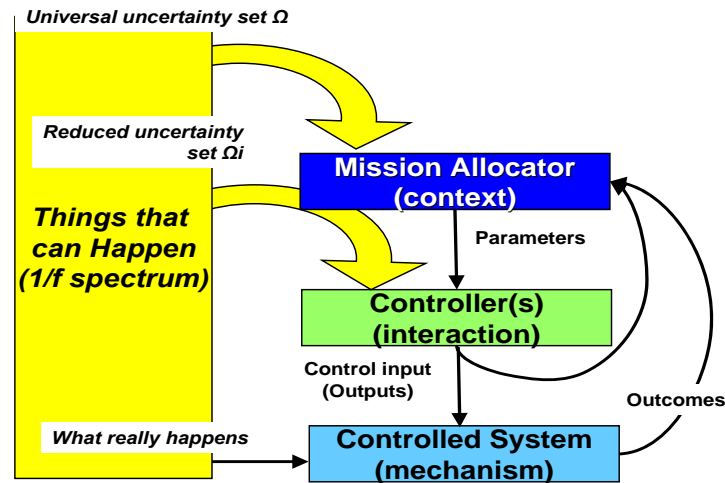 Universal uncertainty set Ω
Reduced uncertainty
set Ωi
Things that
can Happen
(1/f spectrum)
Mission Allocator
(context)
Parameters
Controller(s)
(interaction)
Control input
(Outputs)
Outcomes
What really happens
Controlled System
(mechanism)